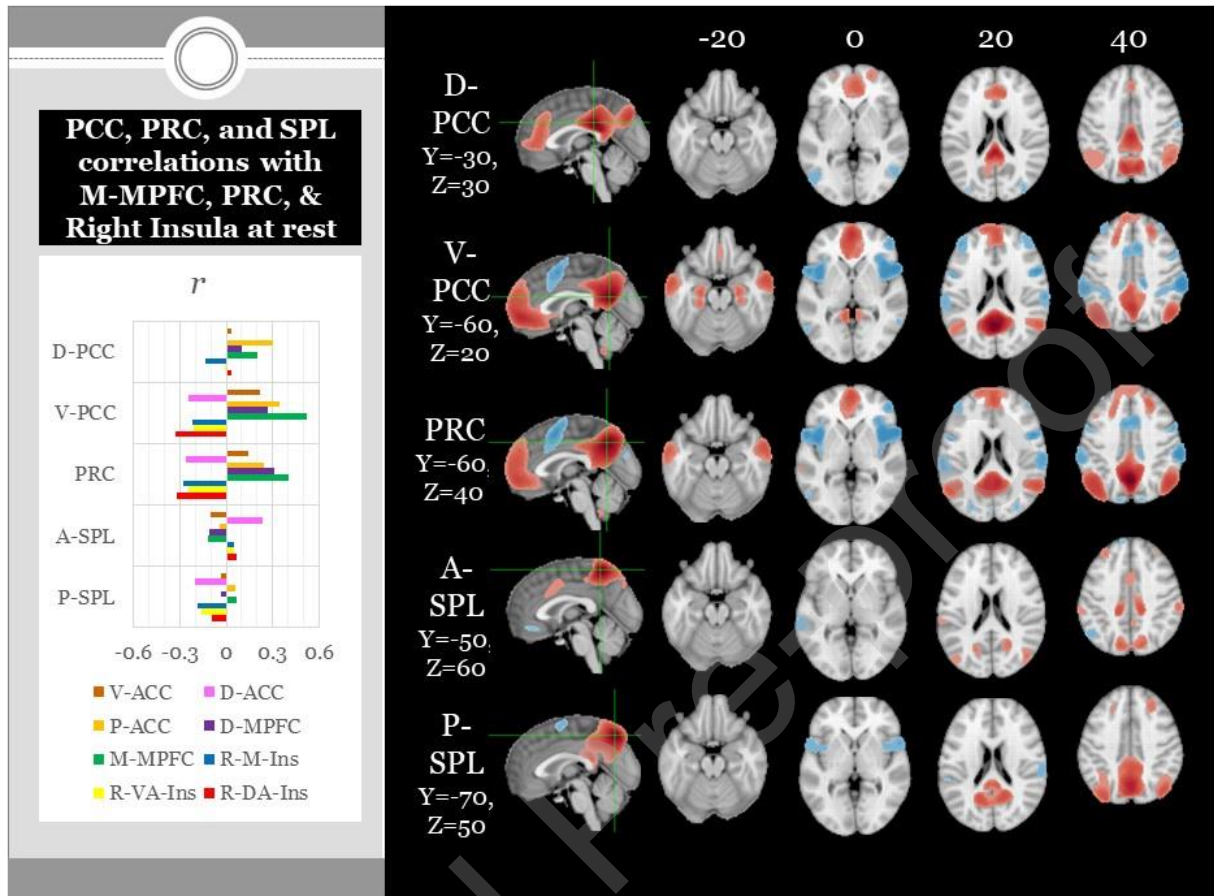 PCC, PRC, and SPL
correlations with
M-MPFC, PRC, &
Right Insula at rest
r
D-PCC
V-PCC
PRC
A-SPL
P-SPL
-0.6 -0.3 0 0.3 0.6
V-ACC D-ACC
P-ACC D-MPFC
M-MPFC R-M-Ins
R-VA-Ins R-DA-Ins
-20 0 20 40
D-
PCC
Y=-30,
Z=30
V-
PCC
Y=-60,
Z=20
PRC
Y=-60,
Z=40
A-
SPL
Y=-50,
Z=60
P-
SPL
Y=-70,
Z=50